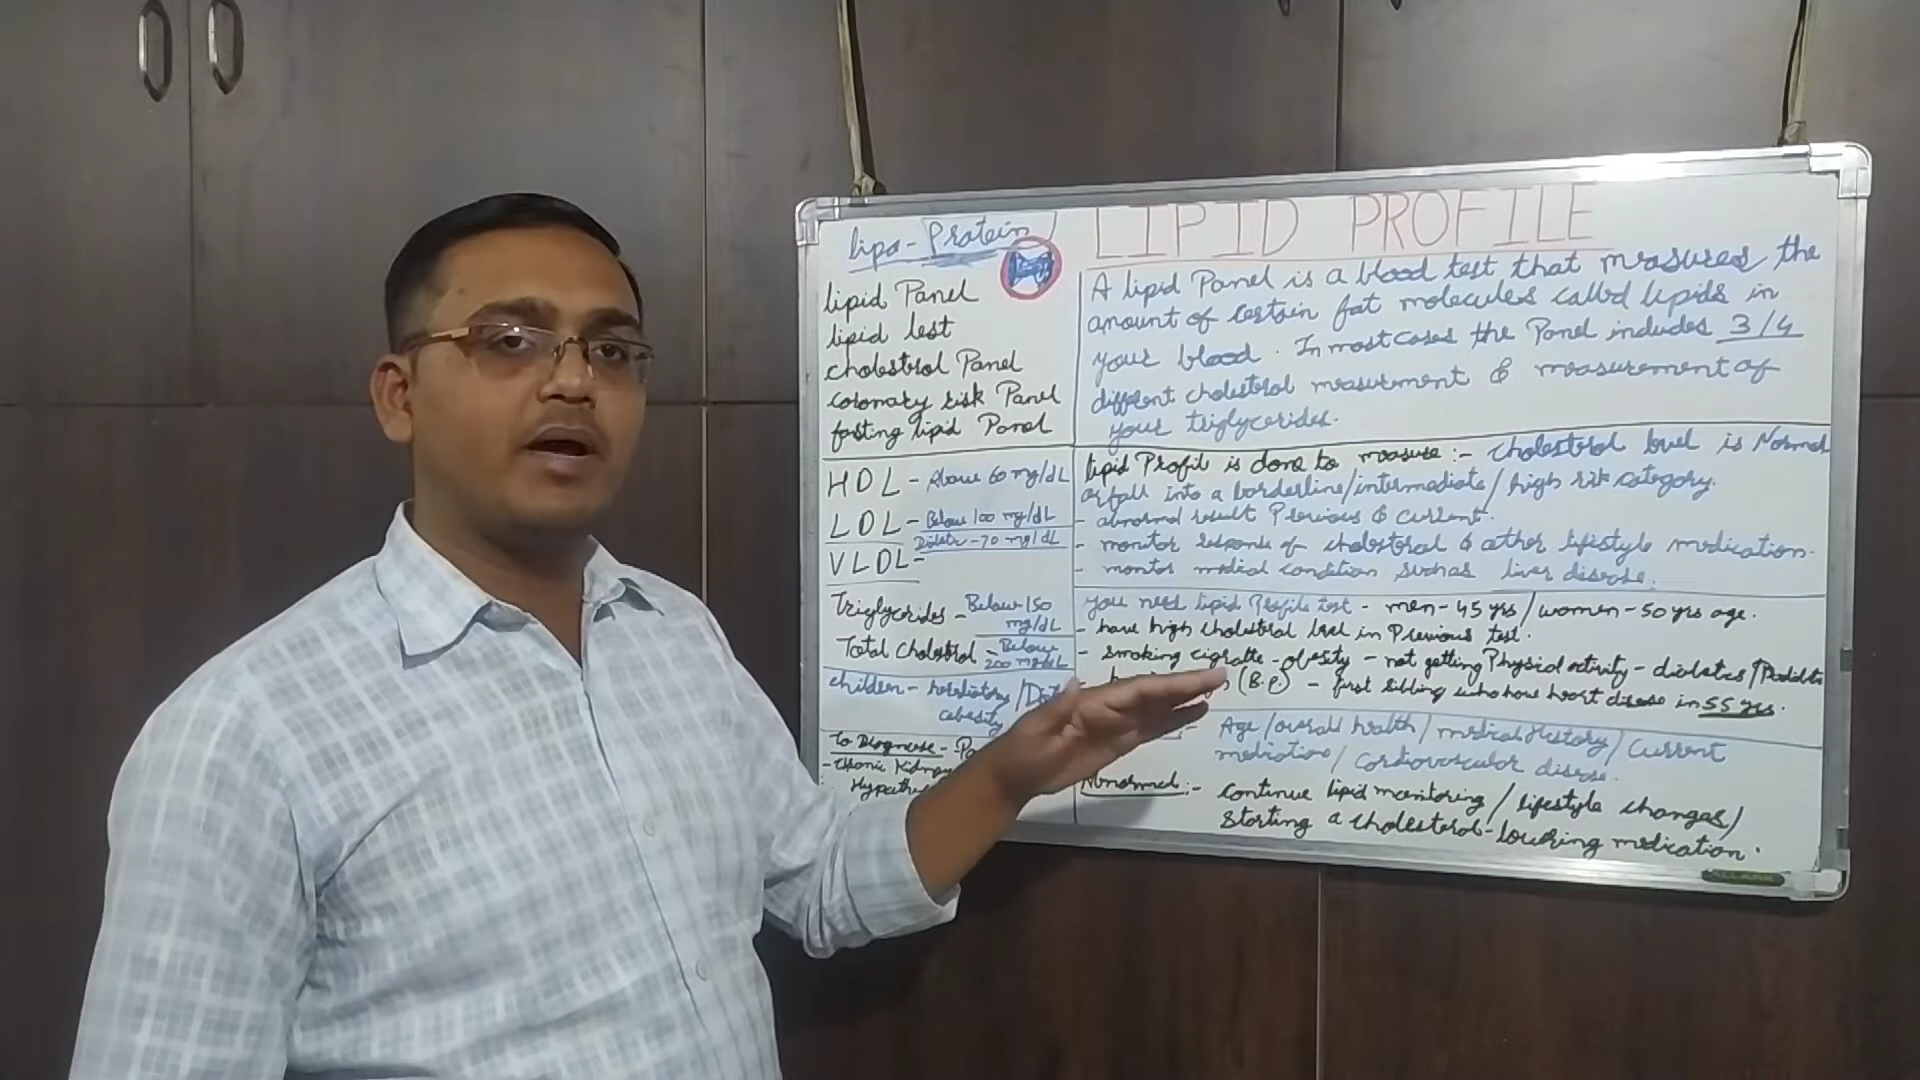 LIPID PROFILE
lipo-Protein
lipid Panel
lipid test
cholestrol Panel
coronary risk Panel
fasting lipid Panel
HDL - Above 60 mg/dL
LDL - Below 100 mg/dL
Diabetic - 70 mg/dL
VLDL -
Triglycerides - Below 150
mg/dL
Total Cholestrol - Below
200 mg/dL
children - hereditory /
obesity
To Diagnose -
- chronic Kidney
A lipid Panel is a blood test that measures the
amount of certain fat molecules called lipids in
your blood. In most cases the Panel includes 3/4
different cholestrol measurement & measurement of
your triglycerides.
lipid Profil is done to measure :- cholestrol level is Normal
or fall into a borderline/intermediate/high risk category.
- abnormal result Previous & current.
- monitor response of cholestral & other lifestyle medication.
- monitor medical condition such as liver disease.
you need lipid Profile test - men - 45 yrs/women - 50 yrs age.
- have high cholestral level in Previous test.
- smoking cigratte - obesity - not getting Physical activity - diabetes/
(B.P.) - first sibling who have heart disease in 55 yrs.
:- Age/overall health/medical History/current
medications/cardiovascular disease.
Abnormal :- continue lipid monitoring/lifestyle changes/
starting a cholesterol-lowering medication.